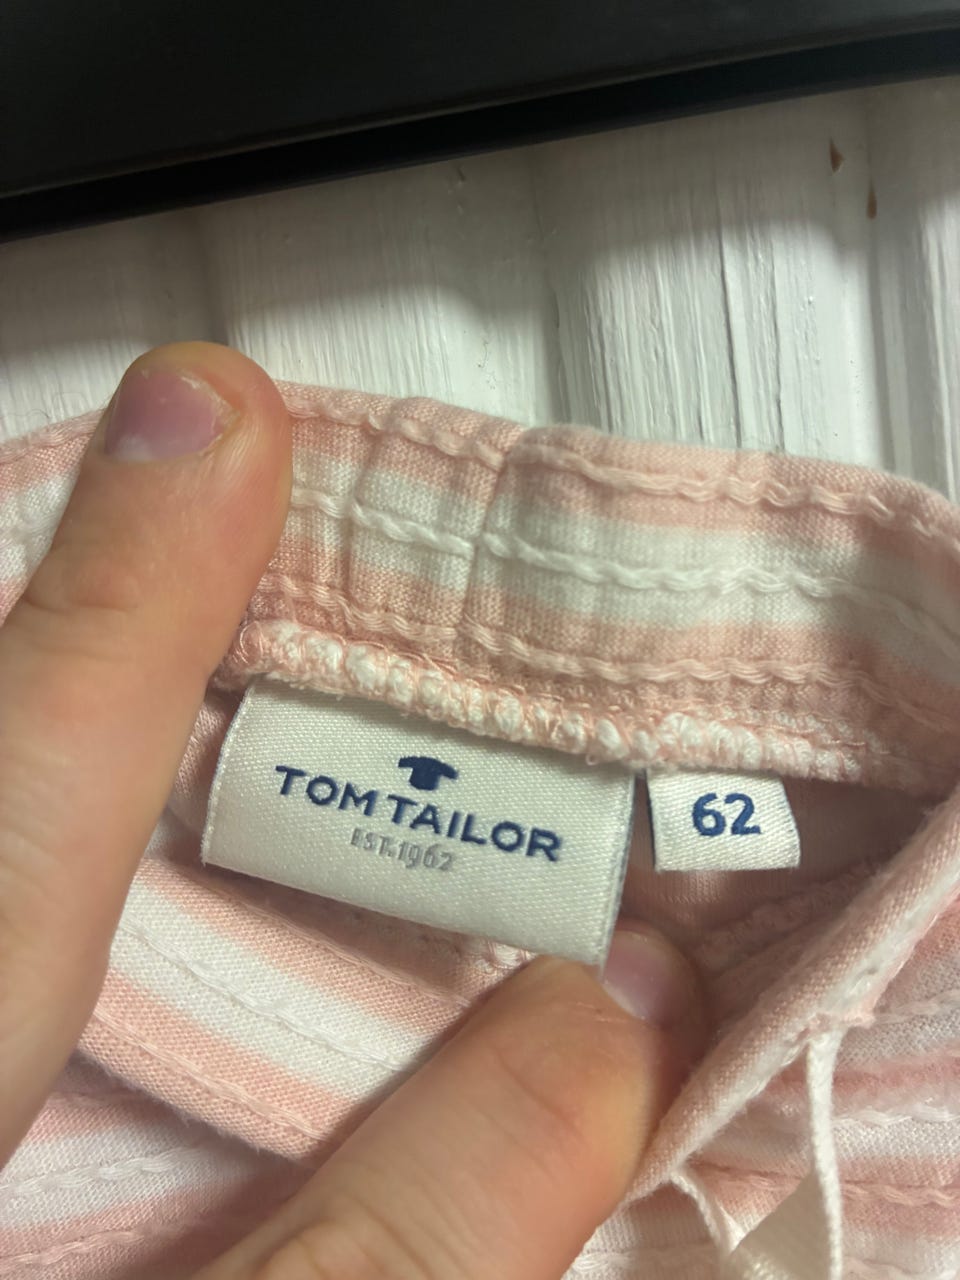 TOM TAILOR
EST. 1962
62